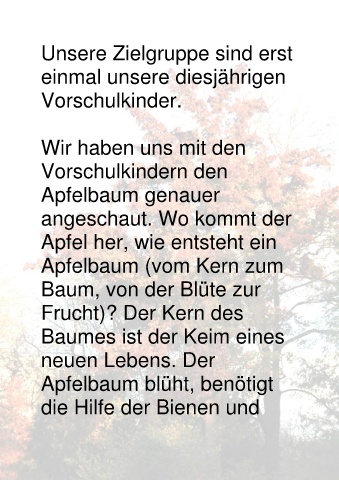 Unsere Zielgruppe sind erst
einmal unsere diesjährigen
Vorschulkinder.
Wir haben uns mit den
Vorschulkindern den
Apfelbaum genauer
angeschaut. Wo kommt der
Apfel her, wie entsteht ein
Apfelbaum (vom Kern zum
Baum, von der Blüte zur
Frucht)? Der Kern des
Baumes ist der Keim eines
neuen Lebens. Der
Apfelbaum blüht, benötigt
die Hilfe der Bienen und